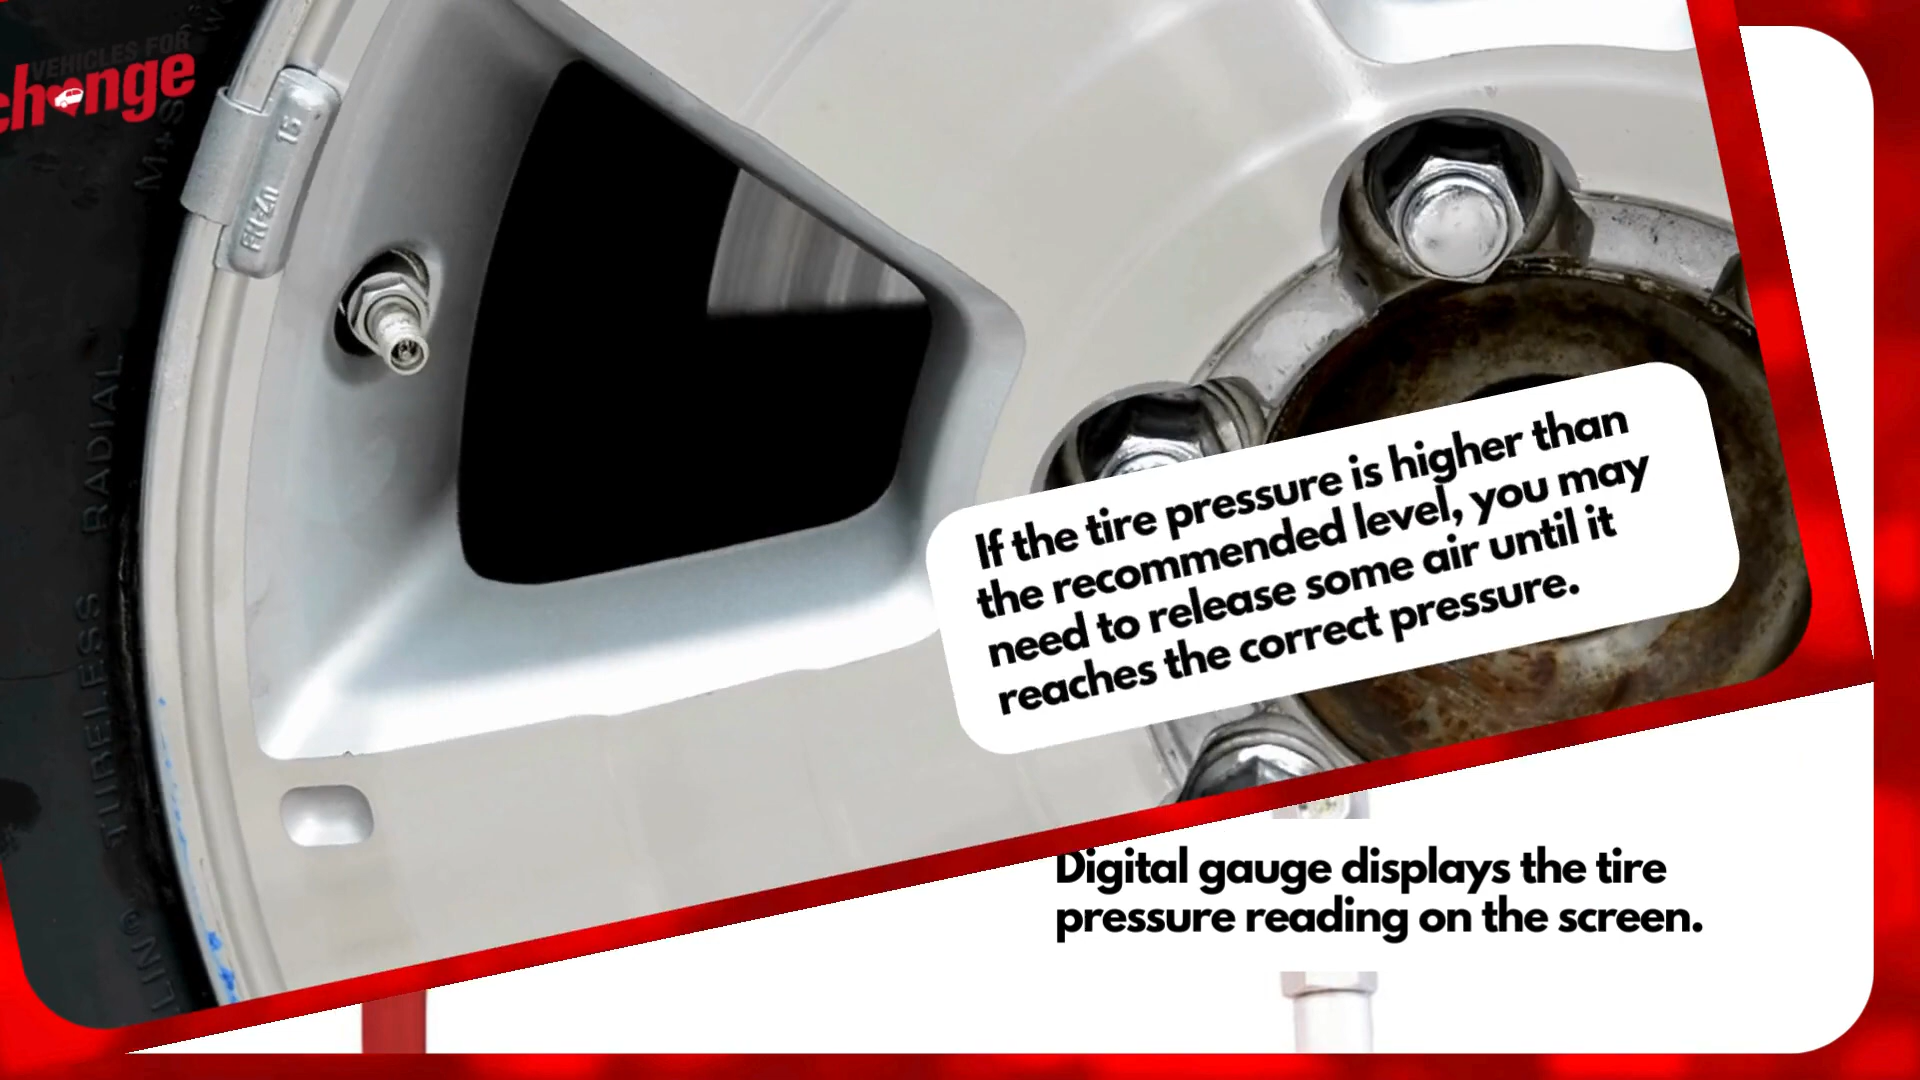 VEHICLES FOR
change
M+S
15
FN-ZN
TUBELESS RADIAL
If the tire pressure is higher than
the recommended level, you may
need to release some air until it
reaches the correct pressure.
Digital gauge displays the tire
pressure reading on the screen.